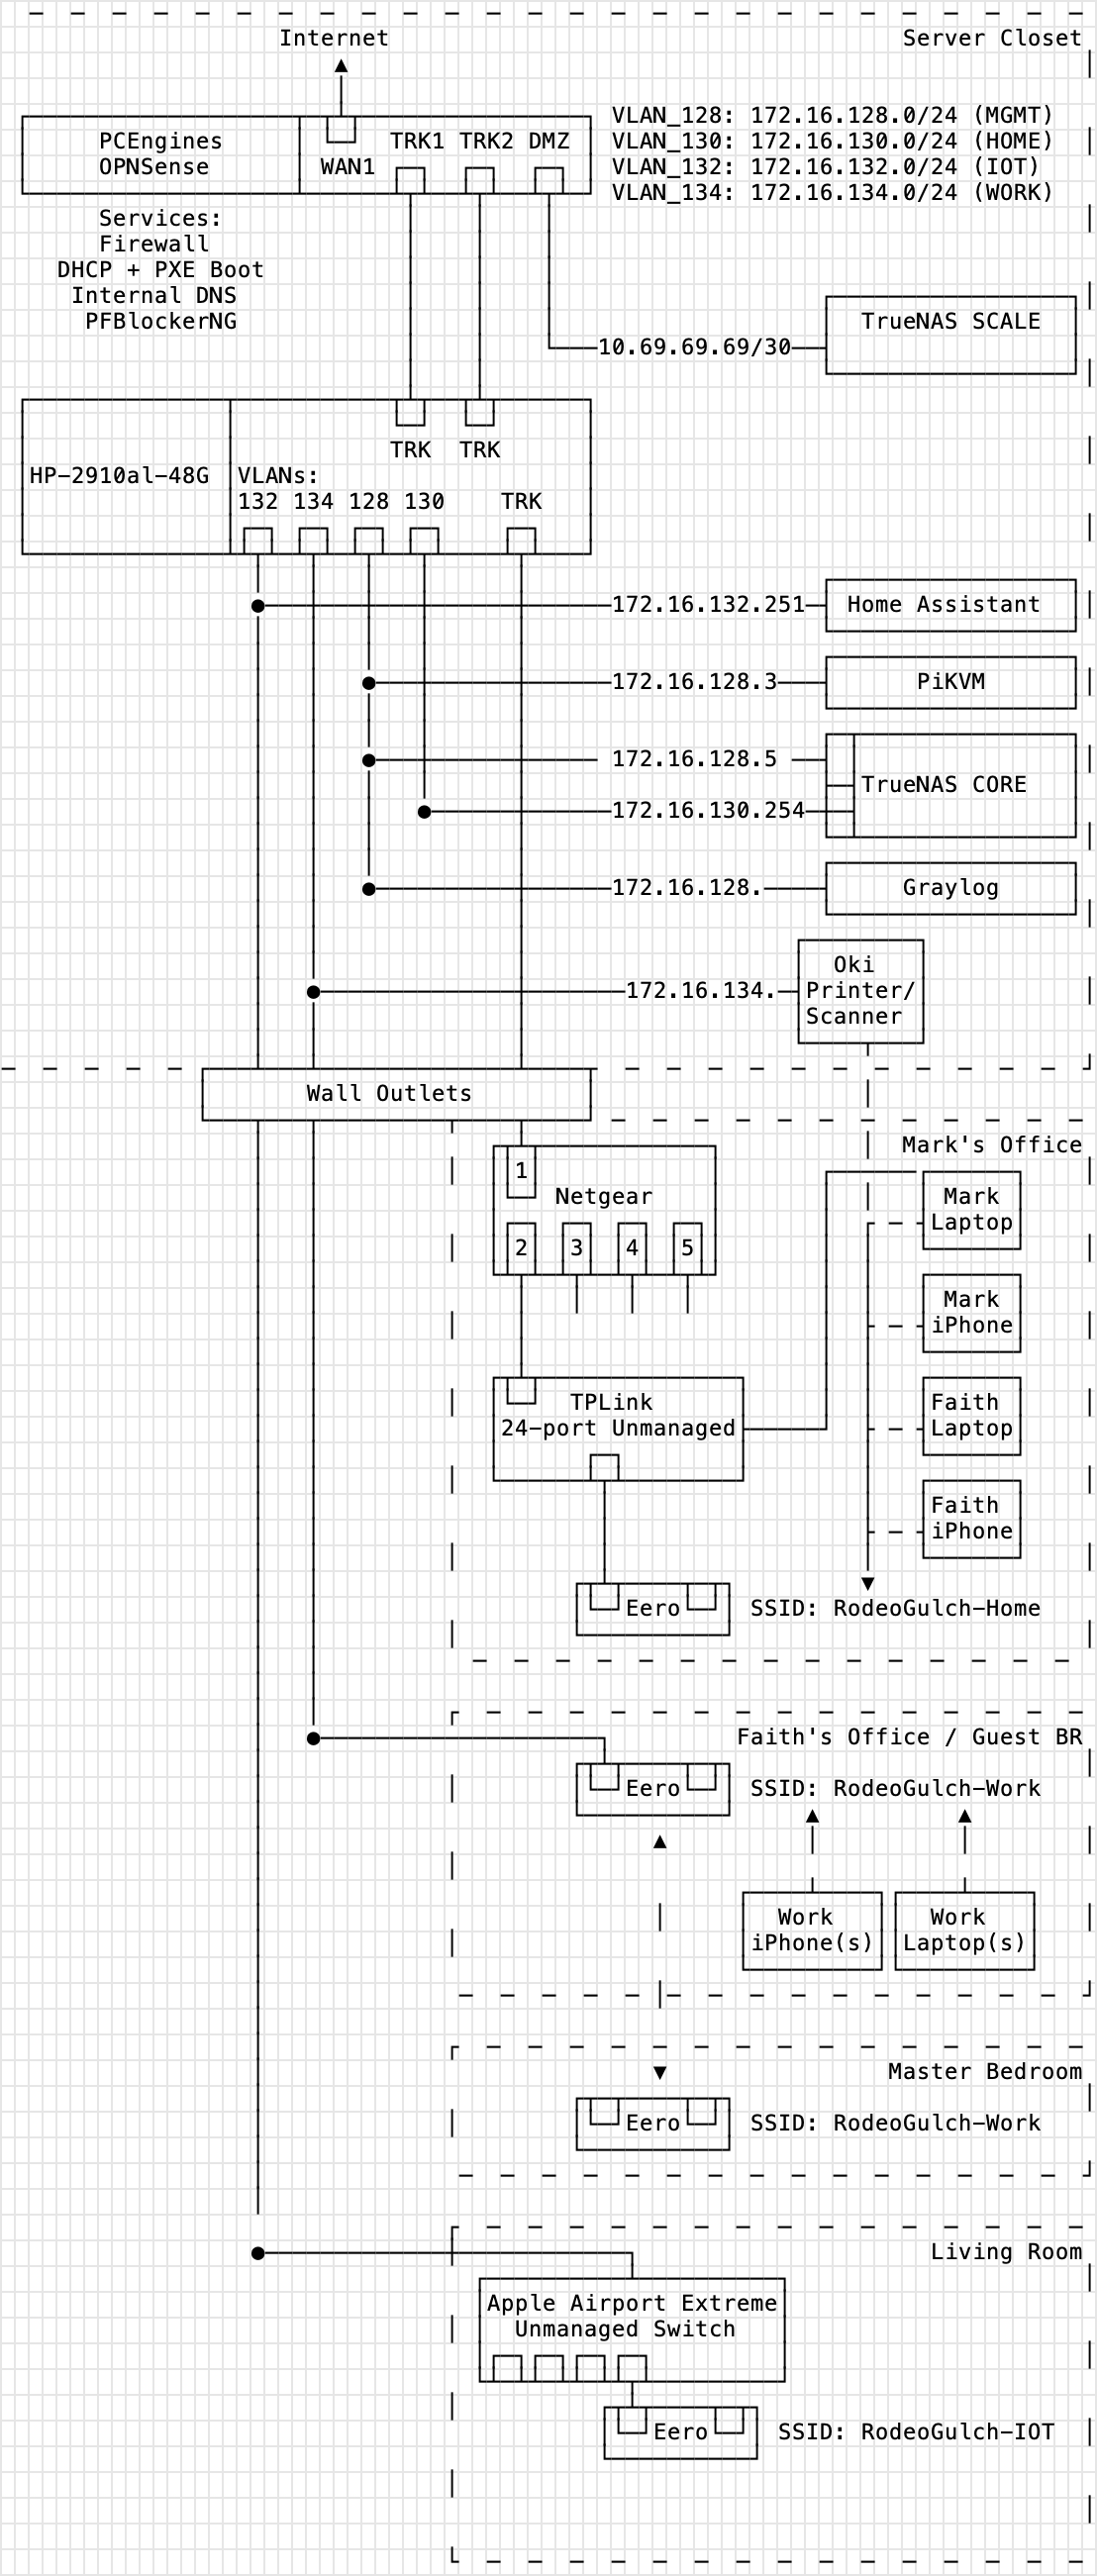 Internet
Server Closet
VLAN_128: 172.16.128.0/24 (MGMT)
PCEngines
TRK1 TRK2 DMZ
VLAN_130: 172.16.130.0/24 (HOME)
OPNSense
WAN1
VLAN_132: 172.16.132.0/24 (IOT)
VLAN_134: 172.16.134.0/24 (WORK)
Services:
Firewall
DHCP + PXE Boot
Internal DNS
PFBlockerNG
TrueNAS SCALE
10.69.69.69/30
TRK TRK
HP-2910al-48G
VLANs:
132 134 128 130 TRK
172.16.132.251
Home Assistant
172.16.128.3
PiKVM
172.16.128.5
TrueNAS CORE
172.16.130.254
172.16.128.
Graylog
Oki
172.16.134.
Printer/
Scanner
Wall Outlets
Mark's Office
1
Netgear
Mark
Laptop
2 3 4 5
Mark
iPhone
TPLink
24-port Unmanaged
Faith
Laptop
Faith
iPhone
Eero
SSID: RodeoGulch-Home
Faith's Office / Guest BR
Eero
SSID: RodeoGulch-Work
Work
iPhone(s)
Work
Laptop(s)
Master Bedroom
Eero
SSID: RodeoGulch-Work
Living Room
Apple Airport Extreme
Unmanaged Switch
Eero
SSID: RodeoGulch-IOT